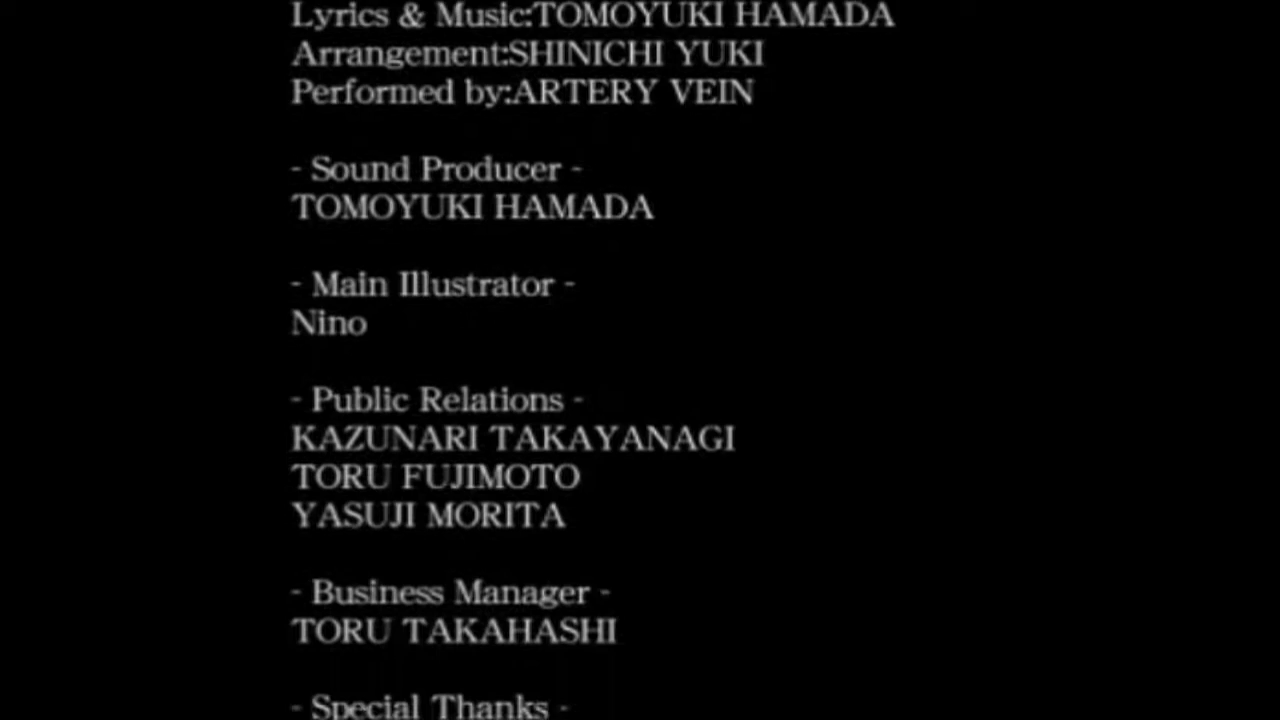 Lyrics & Music:TOMOYUKI HAMADA
Arrangement:SHINICHI YUKI
Performed by:ARTERY VEIN
- Sound Producer -
TOMOYUKI HAMADA
- Main Illustrator -
Nino
- Public Relations -
KAZUNARI TAKAYANAGI
TORU FUJIMOTO
YASUJI MORITA
- Business Manager -
TORU TAKAHASHI
- Special Thanks -